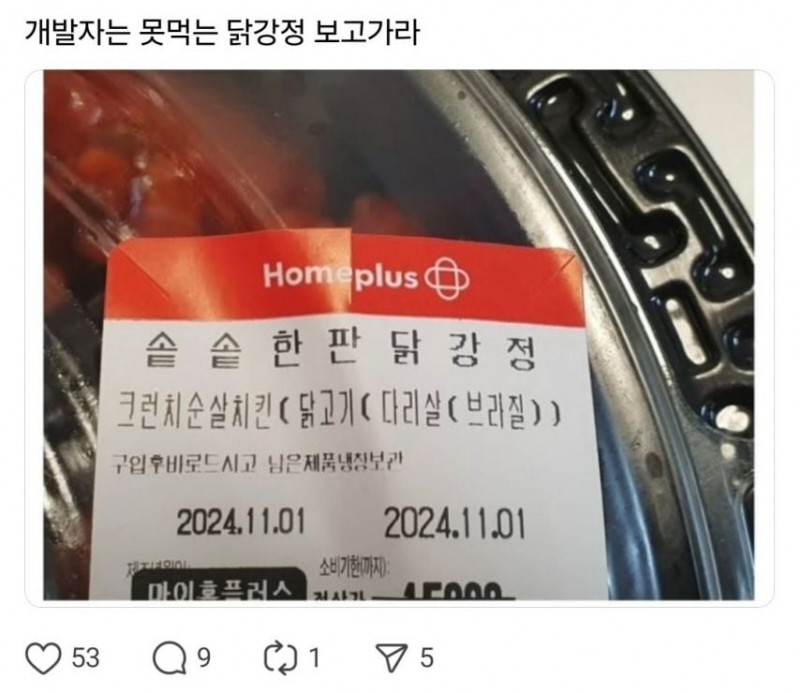 개발자는 못먹는 닭강정 보고가라
Homeplus
솥솥한판닭강정
크런치순살치킨(닭고기(다리살(브라질))
구입후비로드시고 남은제품냉장보관
2024.11.01 2024.11.01
소비기한(까지):
마이홈플러스
53 9 1 5